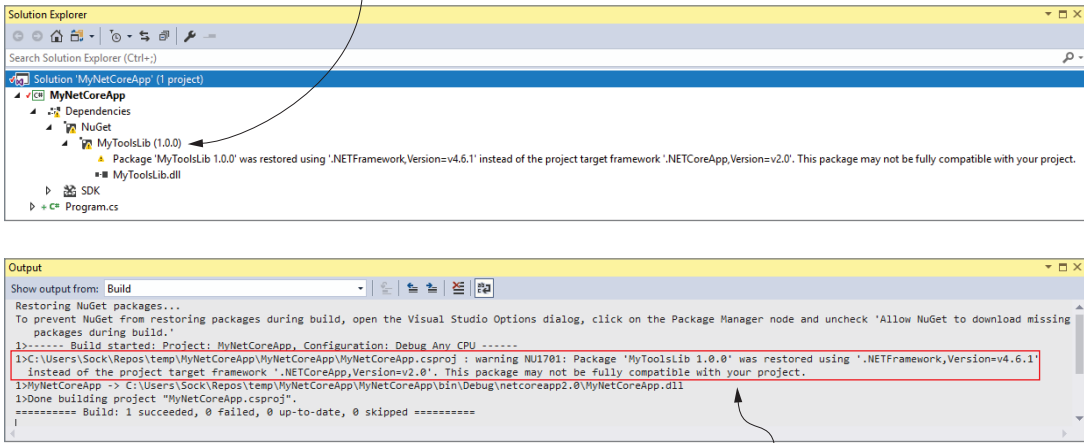 Solution Explorer
Search Solution Explorer (Ctrl+;)
Solution 'MyNetCoreApp' (1 project)
C# MyNetCoreApp
Dependencies
NuGet
MyToolsLib (1.0.0)
Package 'MyToolsLib 1.0.0' was restored using '.NETFramework,Version=v4.6.1' instead of the project target framework '.NETCoreApp,Version=v2.0'. This package may not be fully compatible with your project.
MyToolsLib.dll
SDK
+ C# Program.cs
Output
Show output from: Build
Restoring NuGet packages...
To prevent NuGet from restoring packages during build, open the Visual Studio Options dialog, click on the Package Manager node and uncheck 'Allow NuGet to download missing
packages during build.'
1>------ Build started: Project: MyNetCoreApp, Configuration: Debug Any CPU ------
1>C:\Users\Sock\Repos\temp\MyNetCoreApp\MyNetCoreApp\MyNetCoreApp.csproj : warning NU1701: Package 'MyToolsLib 1.0.0' was restored using '.NETFramework,Version=v4.6.1'
instead of the project target framework '.NETCoreApp,Version=v2.0'. This package may not be fully compatible with your project.
1>MyNetCoreApp -> C:\Users\Sock\Repos\temp\MyNetCoreApp\MyNetCoreApp\bin\Debug\netcoreapp2.0\MyNetCoreApp.dll
1>Done building project "MyNetCoreApp.csproj".
========== Build: 1 succeeded, 0 failed, 0 up-to-date, 0 skipped ==========